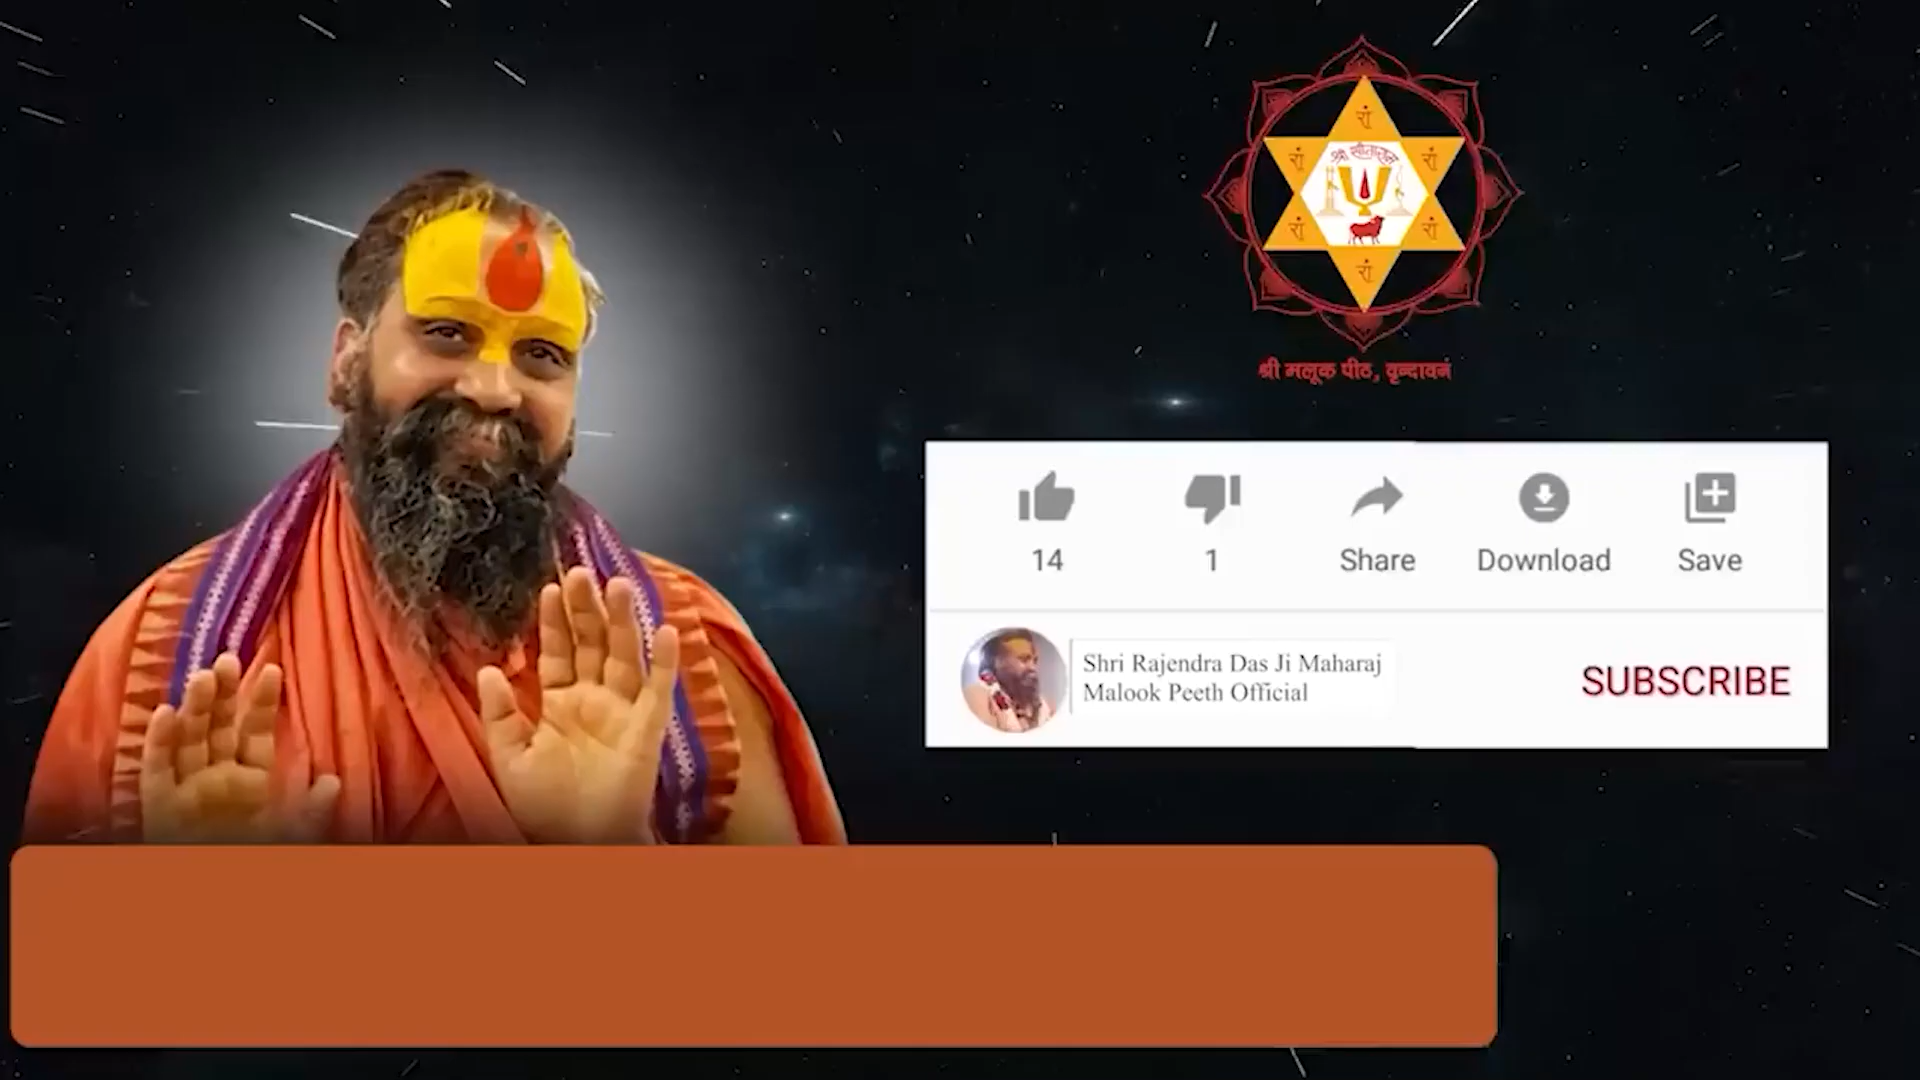 रां
रां
रां
श्री सीताराम
रां
रां
रां
श्री मलूक पीठ, वृन्दावनं
14
1
Share
Download
Save
Shri Rajendra Das Ji Maharaj
Malook Peeth Official
SUBSCRIBE